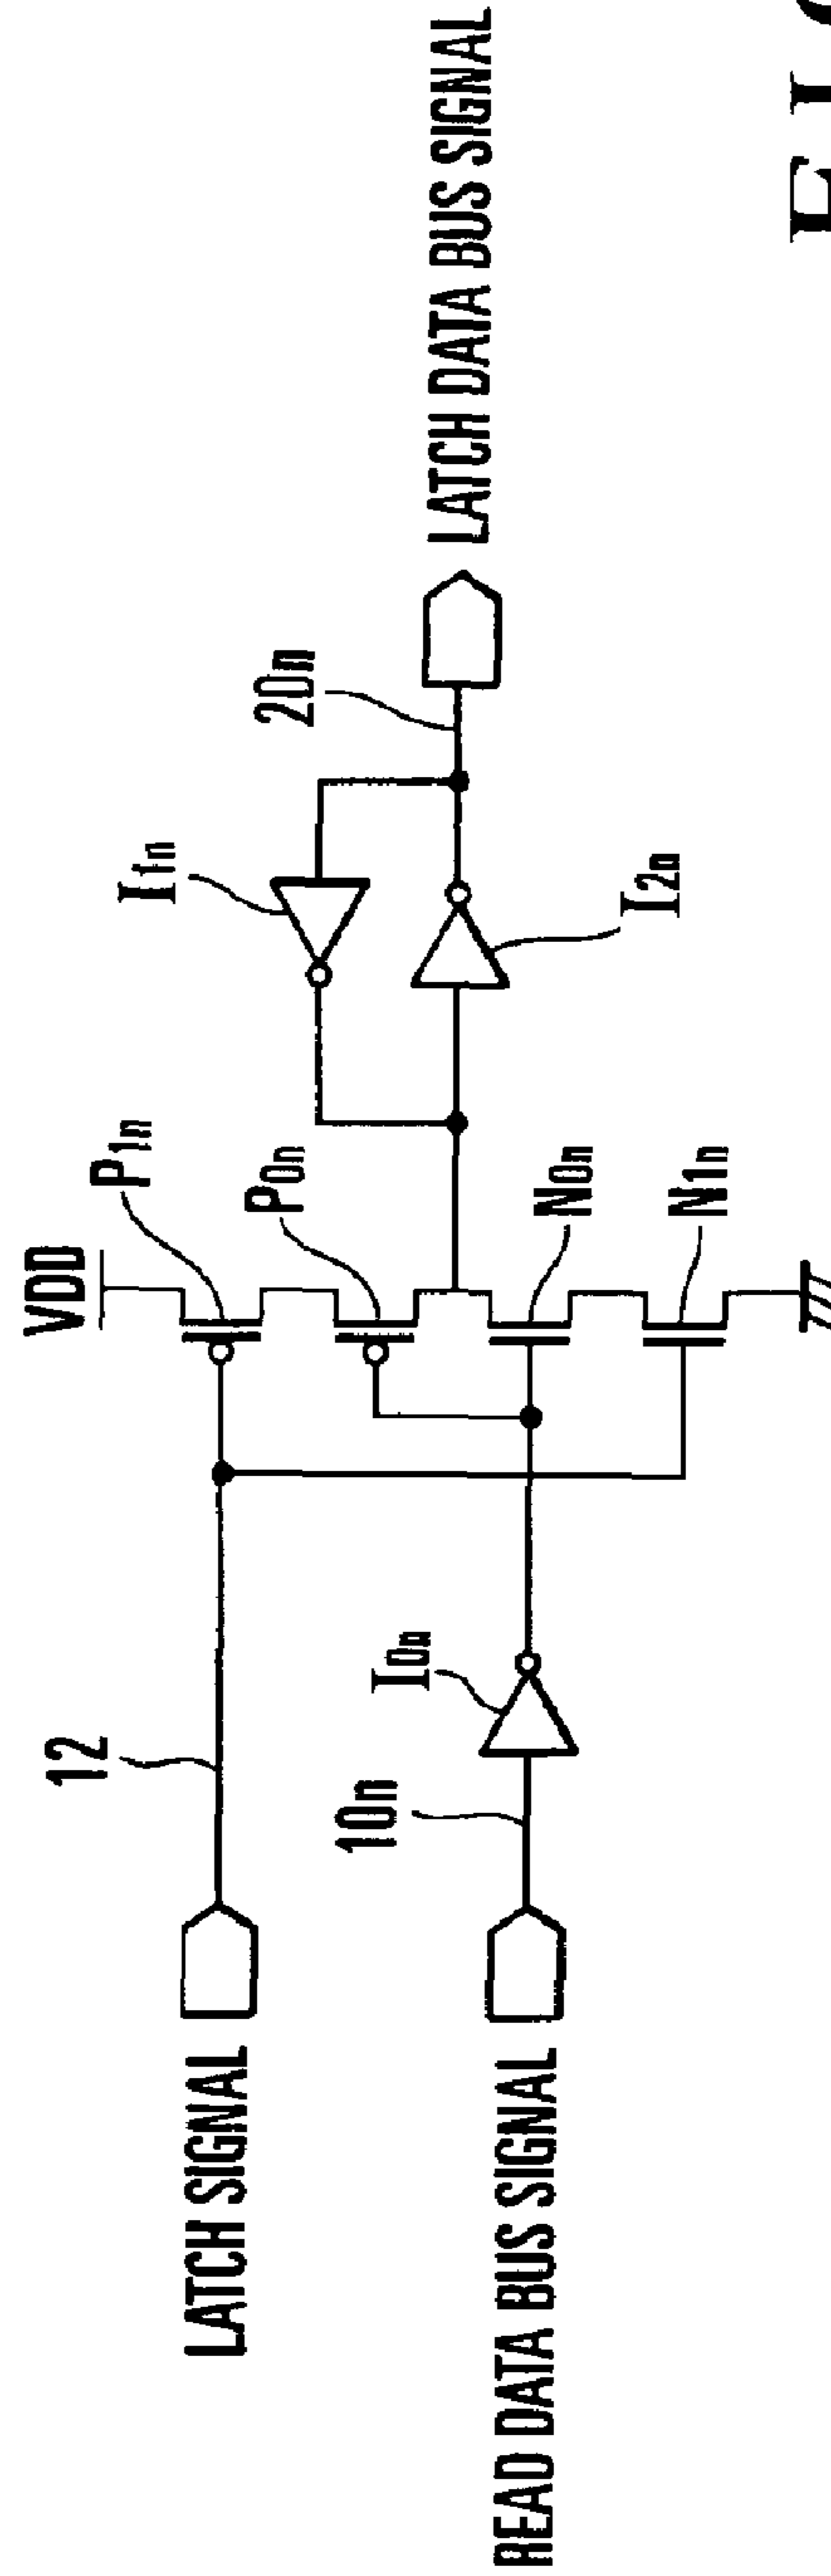 VDD
P1n
P0n
N0n
N1n
I1n
I2n
20n
LATCH DATA BUS SIGNAL
12
LATCH SIGNAL
10n
I0n
READ DATA BUS SIGNAL